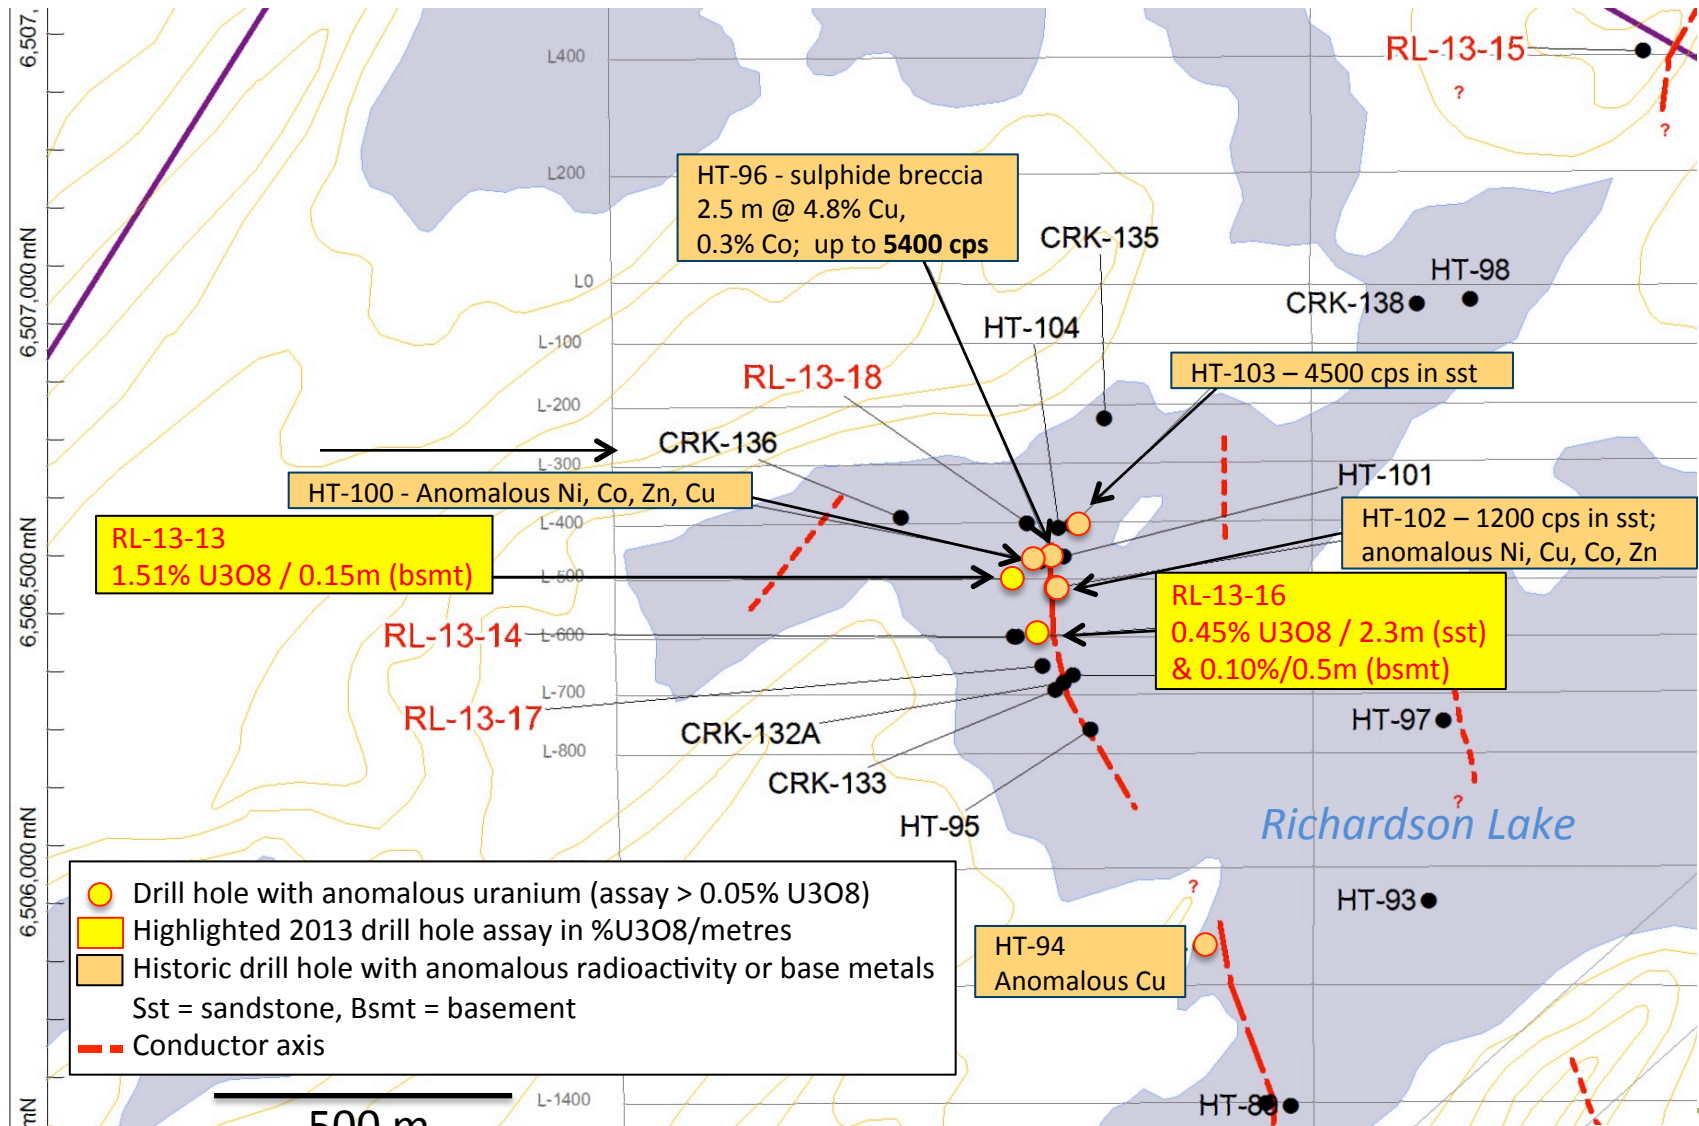 6,507,
L400
RL-13-15
?
?
L200
HT-96 - sulphide breccia
2.5 m @ 4.8% Cu,
0.3% Co; up to 5400 cps
CRK-135
6,507,000 mN
L0
HT-98
CRK-138
HT-104
L-100
RL-13-18
HT-103 – 4500 cps in sst
L-200
CRK-136
L-300
HT-101
HT-100 - Anomalous Ni, Co, Zn, Cu
L-400
HT-102 – 1200 cps in sst;
anomalous Ni, Cu, Co, Zn
6,506,500 mN
RL-13-13
1.51% U3O8 / 0.15m (bsmt)
L-500
RL-13-16
0.45% U3O8 / 2.3m (sst)
& 0.10%/0.5m (bsmt)
RL-13-14
L-600
L-700
RL-13-17
CRK-132A
HT-97
L-800
CRK-133
?
HT-95
Richardson Lake
6,506,000 mN
Drill hole with anomalous uranium (assay > 0.05% U3O8)
Highlighted 2013 drill hole assay in %U3O8/metres
Historic drill hole with anomalous radioactivity or base metals
Sst = sandstone, Bsmt = basement
Conductor axis
?
HT-93
HT-94
Anomalous Cu
L-1400
500 m
mN